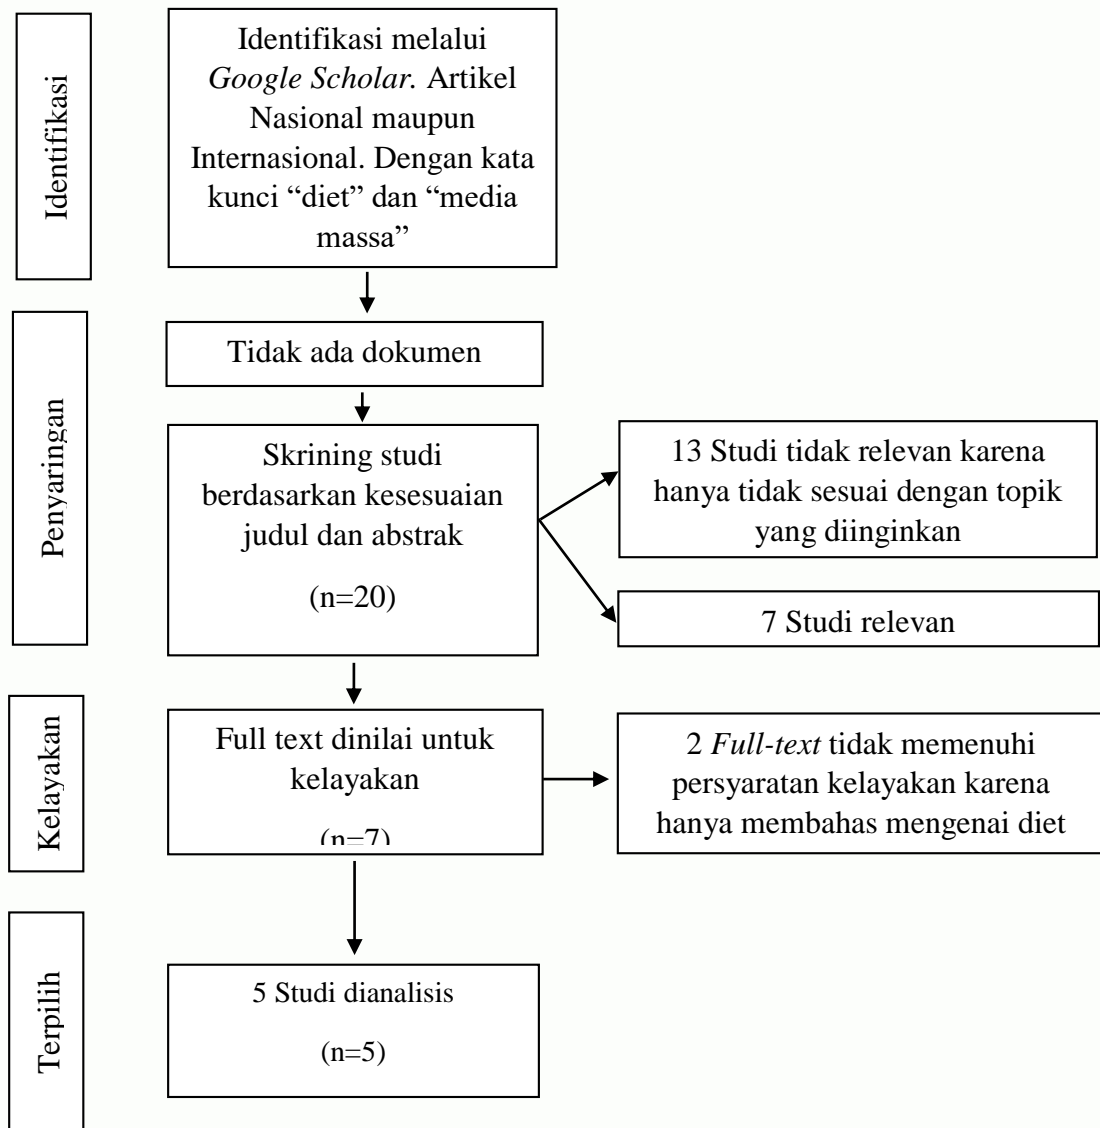 Identifikasi
Identifikasi melalui
Google Scholar. Artikel
Nasional maupun
Internasional. Dengan kata
kunci “diet” dan “media
massa”
Penyaringan
Tidak ada dokumen
Skrining studi
berdasarkan kesesuaian
judul dan abstrak
(n=20)
13 Studi tidak relevan karena
hanya tidak sesuai dengan topik
yang diinginkan
7 Studi relevan
Kelayakan
Full text dinilai untuk
kelayakan
(n=7)
2 Full-text tidak memenuhi
persyaratan kelayakan karena
hanya membahas mengenai diet
Terpilih
5 Studi dianalisis
(n=5)